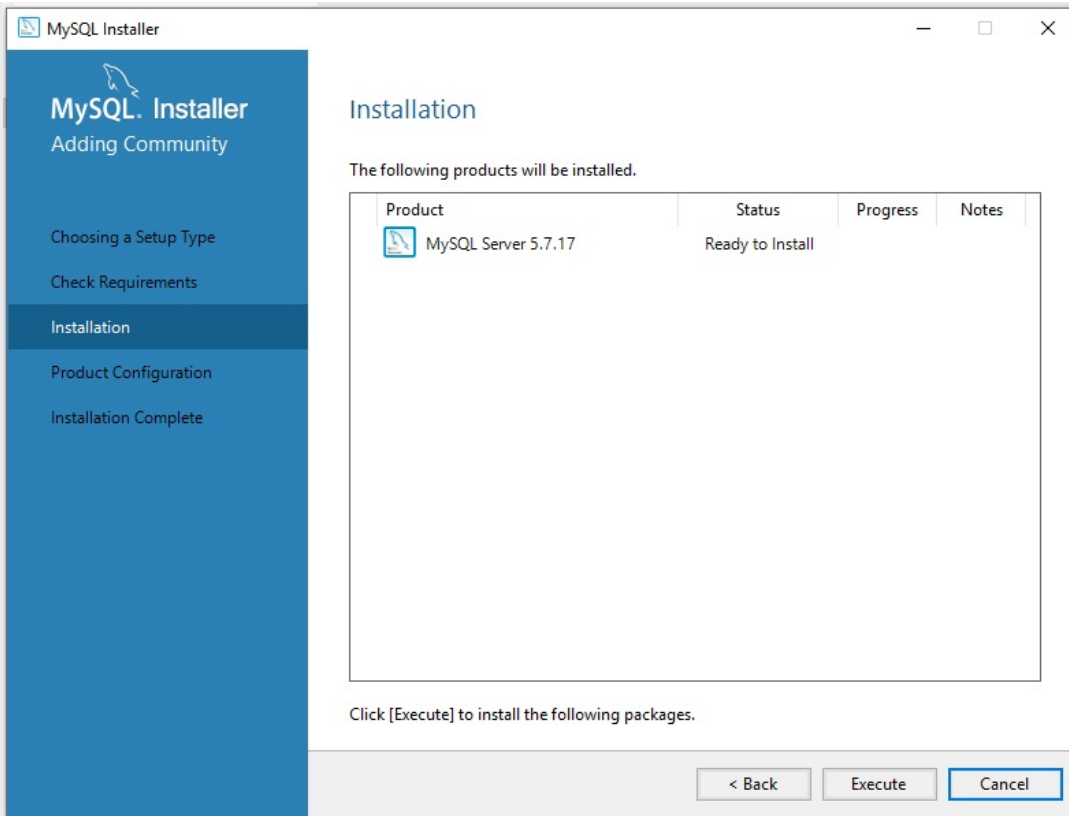 MySQL Installer
MySQL. Installer
Adding Community
Choosing a Setup Type
Check Requirements
Installation
Product Configuration
Installation Complete
Installation
The following products will be installed.
Product Status Progress Notes
MySQL Server 5.7.17 Ready to Install
Click [Execute] to install the following packages.
< Back Execute Cancel